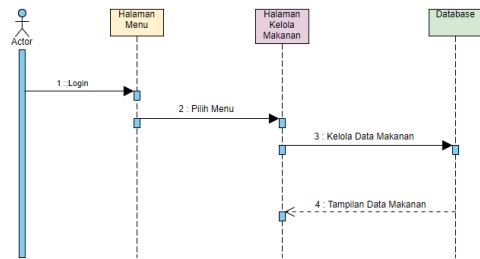 Actor
Halaman
Menu
Halaman
Kelola
Makanan
Database
1 :;Login
2 : Pilih Menu
3 : Kelola Data Makanan
4 : Tampilan Data Makanan